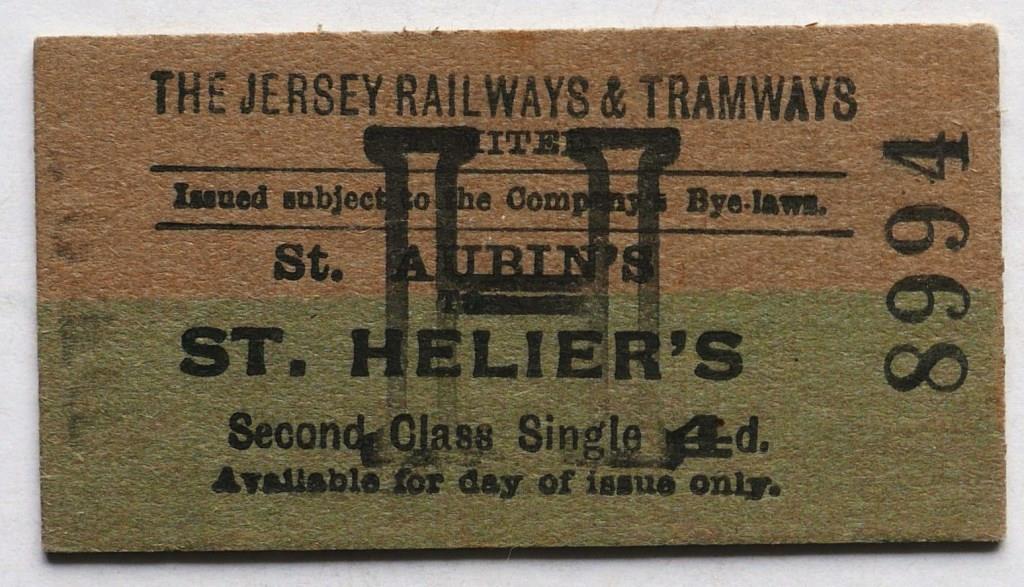 THE JERSEY RAILWAYS & TRAMWAYS
LIMITED
Issued subject to the Company's Bye-laws.
St. AUBIN'S
TO
ST. HELIER'S
Second Class Single 4d.
Available for day of issue only.
8994
H